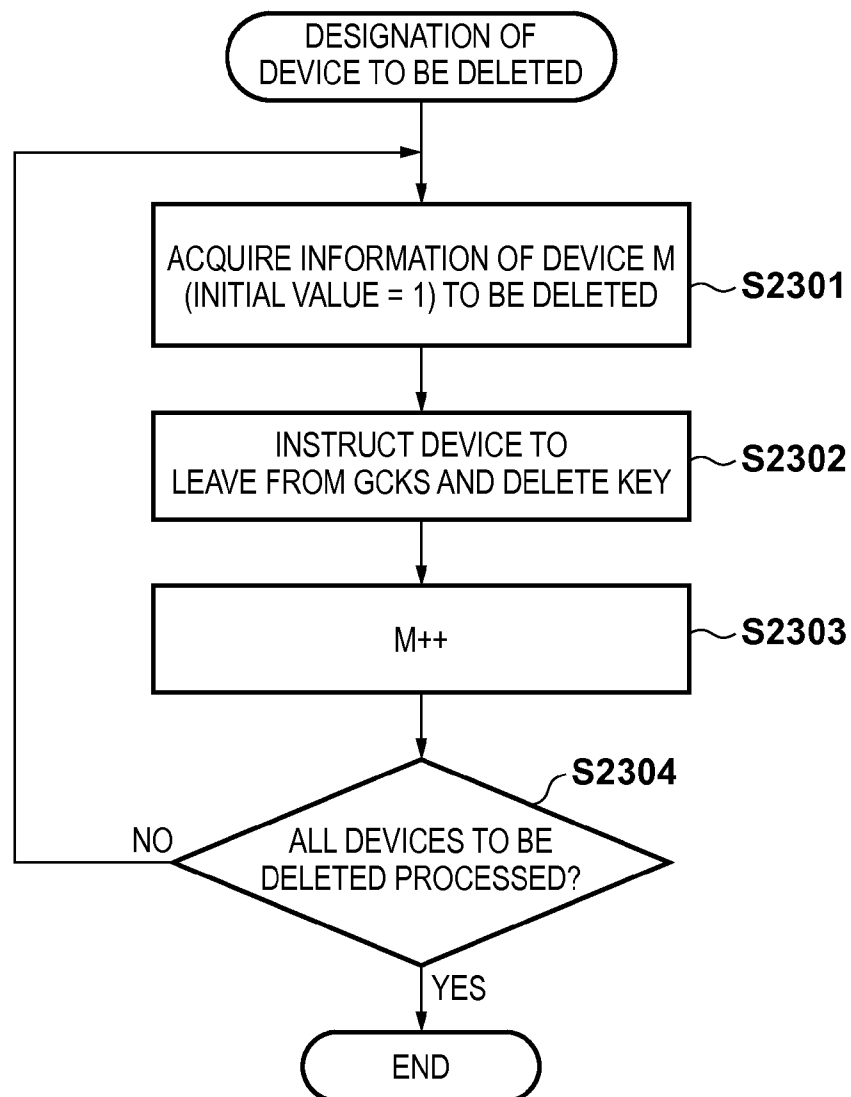 DESIGNATION OF
DEVICE TO BE DELETED
ACQUIRE INFORMATION OF DEVICE M
(INITIAL VALUE = 1) TO BE DELETED
S2301
INSTRUCT DEVICE TO
LEAVE FROM GCKS AND DELETE KEY
S2302
M++
S2303
S2304
NO
ALL DEVICES TO BE
DELETED PROCESSED?
YES
END